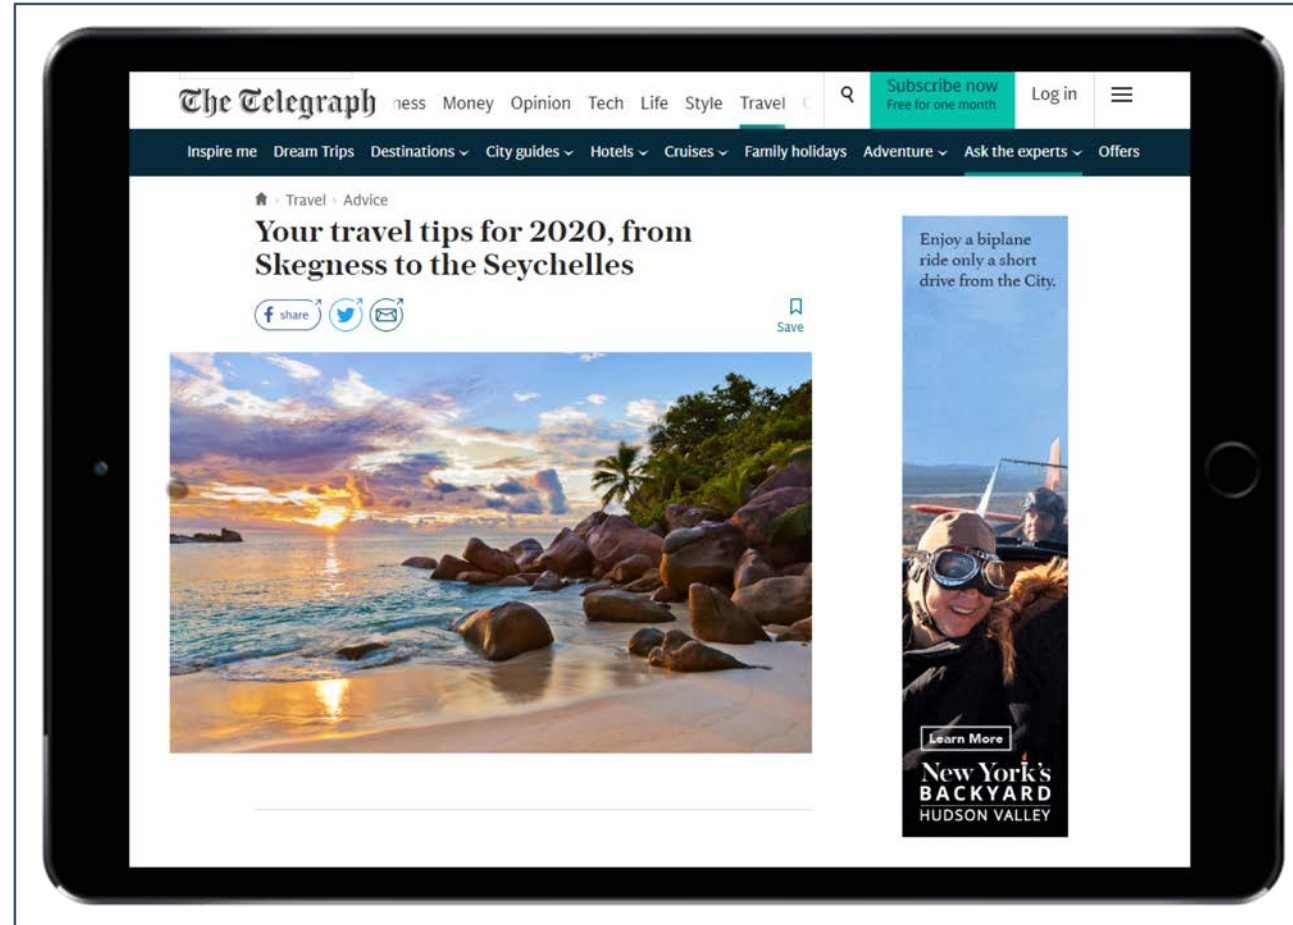 The Telegraph
ness Money Opinion Tech Life Style Travel
Subscribe now
Free for one month
Log in
Inspire me Dream Trips Destinations City guides Hotels Cruises Family holidays Adventure Ask the experts Offers
Travel Advice
Your travel tips for 2020, from
Skegness to the Seychelles
share
Save
Enjoy a biplane
ride only a short
drive from the City.
Learn More
New York's
BACKYARD
HUDSON VALLEY